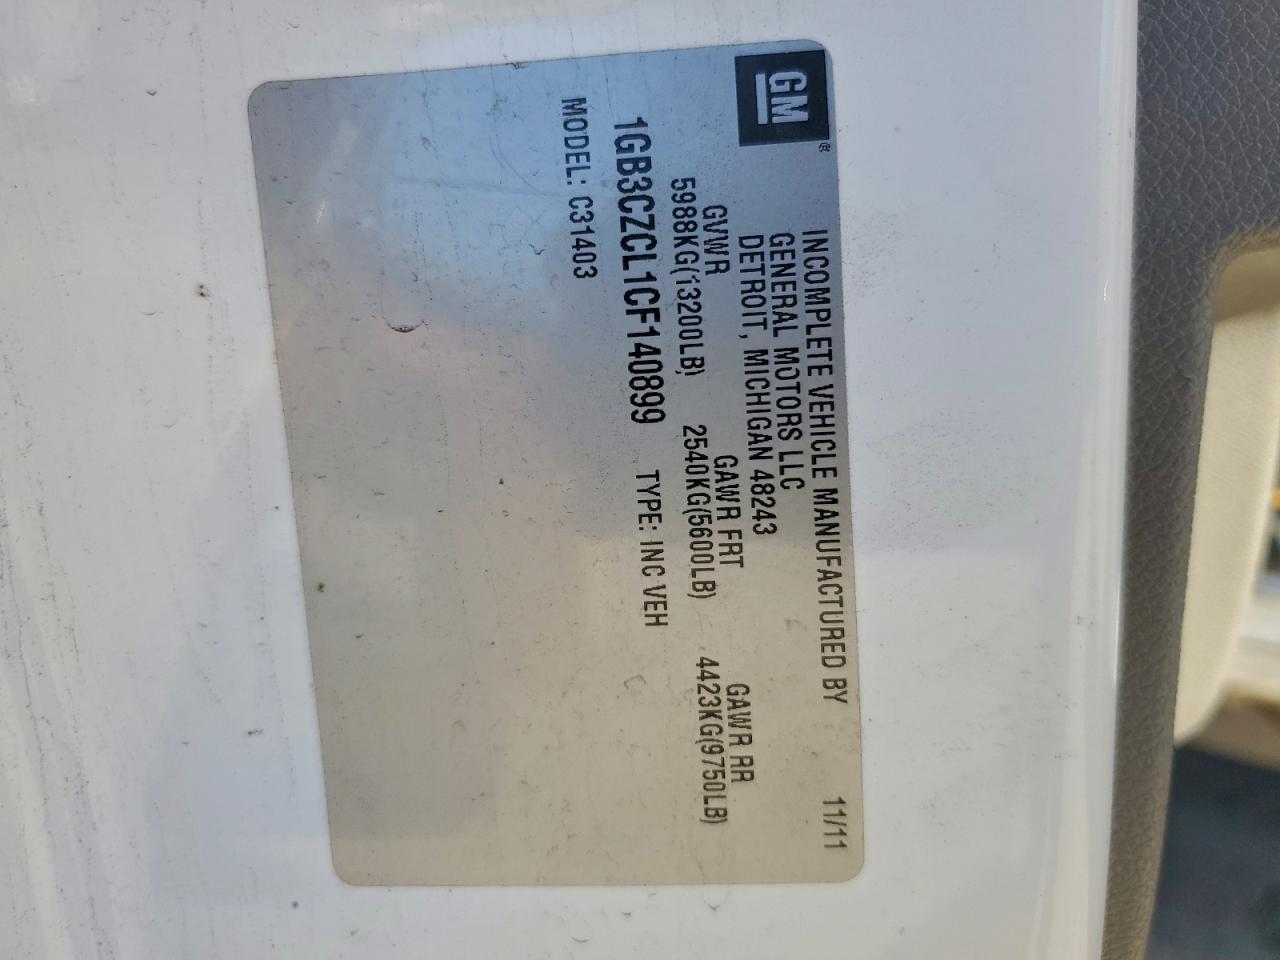 GM®
INCOMPLETE VEHICLE MANUFACTURED BY 11/11
GENERAL MOTORS LLC
DETROIT, MICHIGAN 48243
GVWR GAWR FRT GAWR RR
5988KG(13200LB) 2540KG(5600LB) 4423KG(9750LB)
1GB3CZCL1CF140899 TYPE: INC VEH
MODEL: C31403